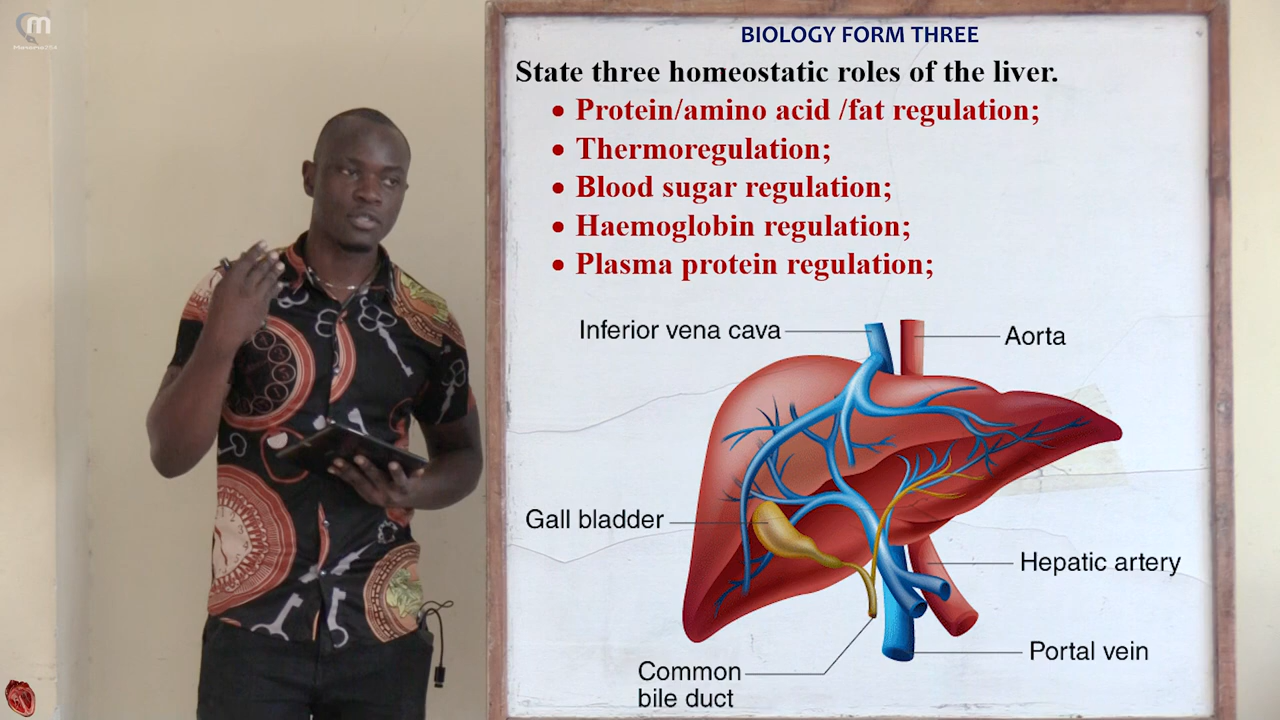 BIOLOGY FORM THREE
State three homeostatic roles of the liver.
• Protein/amino acid /fat regulation;
• Thermoregulation;
• Blood sugar regulation;
• Haemoglobin regulation;
• Plasma protein regulation;
Inferior vena cava
Aorta
Gall bladder
Hepatic artery
Portal vein
Common
bile duct